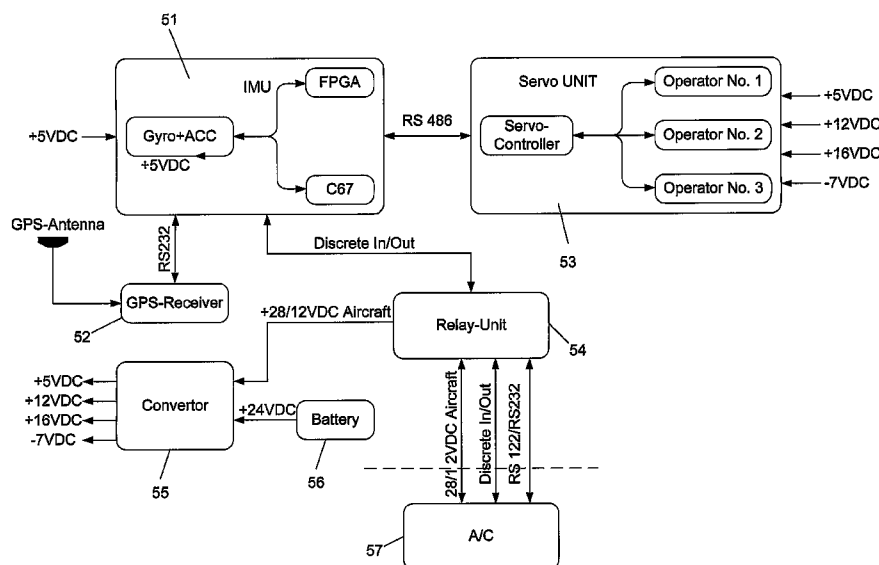 51
IMU
FPGA
Gyro+ACC
+5VDC
+5VDC
C67
RS 486
Servo UNIT
Servo-
Controller
Operator No. 1
Operator No. 2
Operator No. 3
+5VDC
+12VDC
+16VDC
-7VDC
53
GPS-Antenna
RS232
Discrete In/Out
GPS-Receiver
52
+28/12VDC Aircraft
Relay-Unit
54
+5VDC
+12VDC
+16VDC
-7VDC
Convertor
55
+24VDC
Battery
56
28/1 2VDC Aircraft
Discrete In/Out
RS 122/RS232
A/C
57